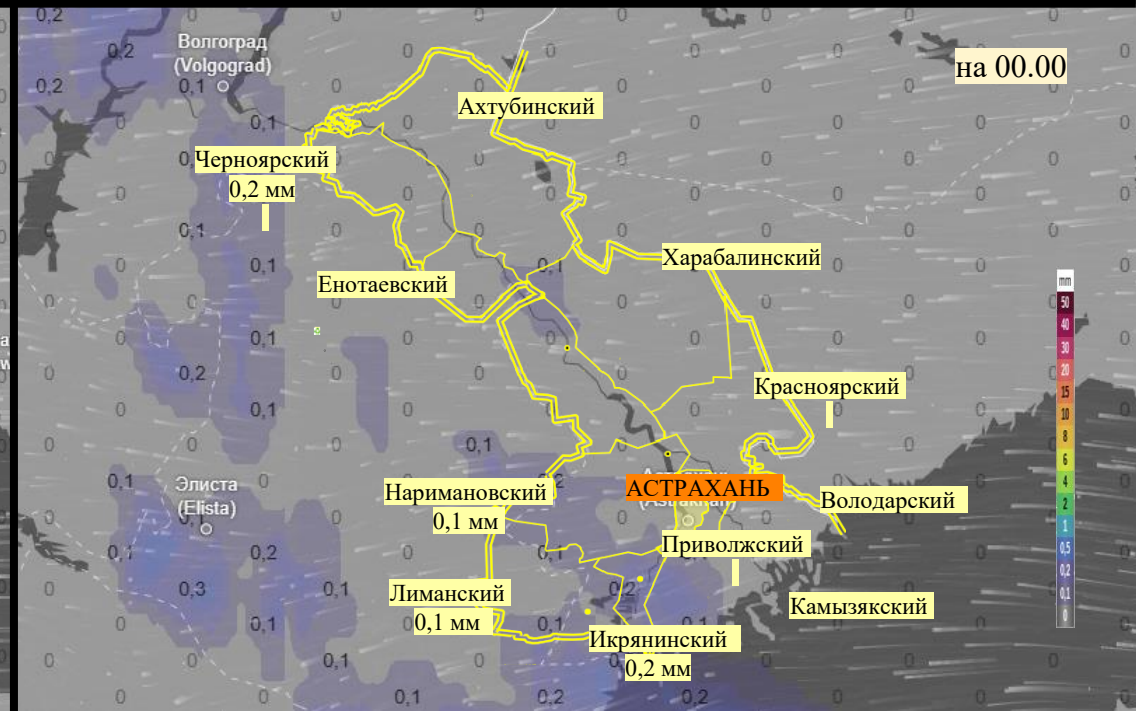 на 00.00
Волгоград
(Volgograd)
Ахтубинский
Черноярский
0,2 мм
Харабалинский
Енотаевский
Красноярский
Элиста
(Elista)
Наримановский
0,1 мм
АСТРАХАНЬ
(Astrakhan)
Володарский
Приволжский
Лиманский
0,1 мм
Камызякский
Икрянинский
0,2 мм
mm
50
40
30
20
15
10
8
6
4
2
1
0,5
0,2
0,1
0